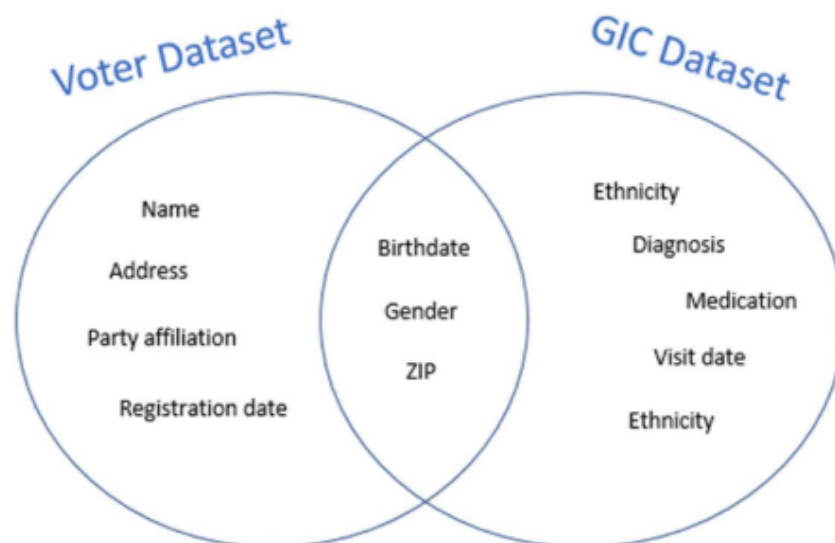 Voter Dataset
GIC Dataset
Name
Address
Party affiliation
Registration date
Birthdate
Gender
ZIP
Ethnicity
Diagnosis
Medication
Visit date
Ethnicity